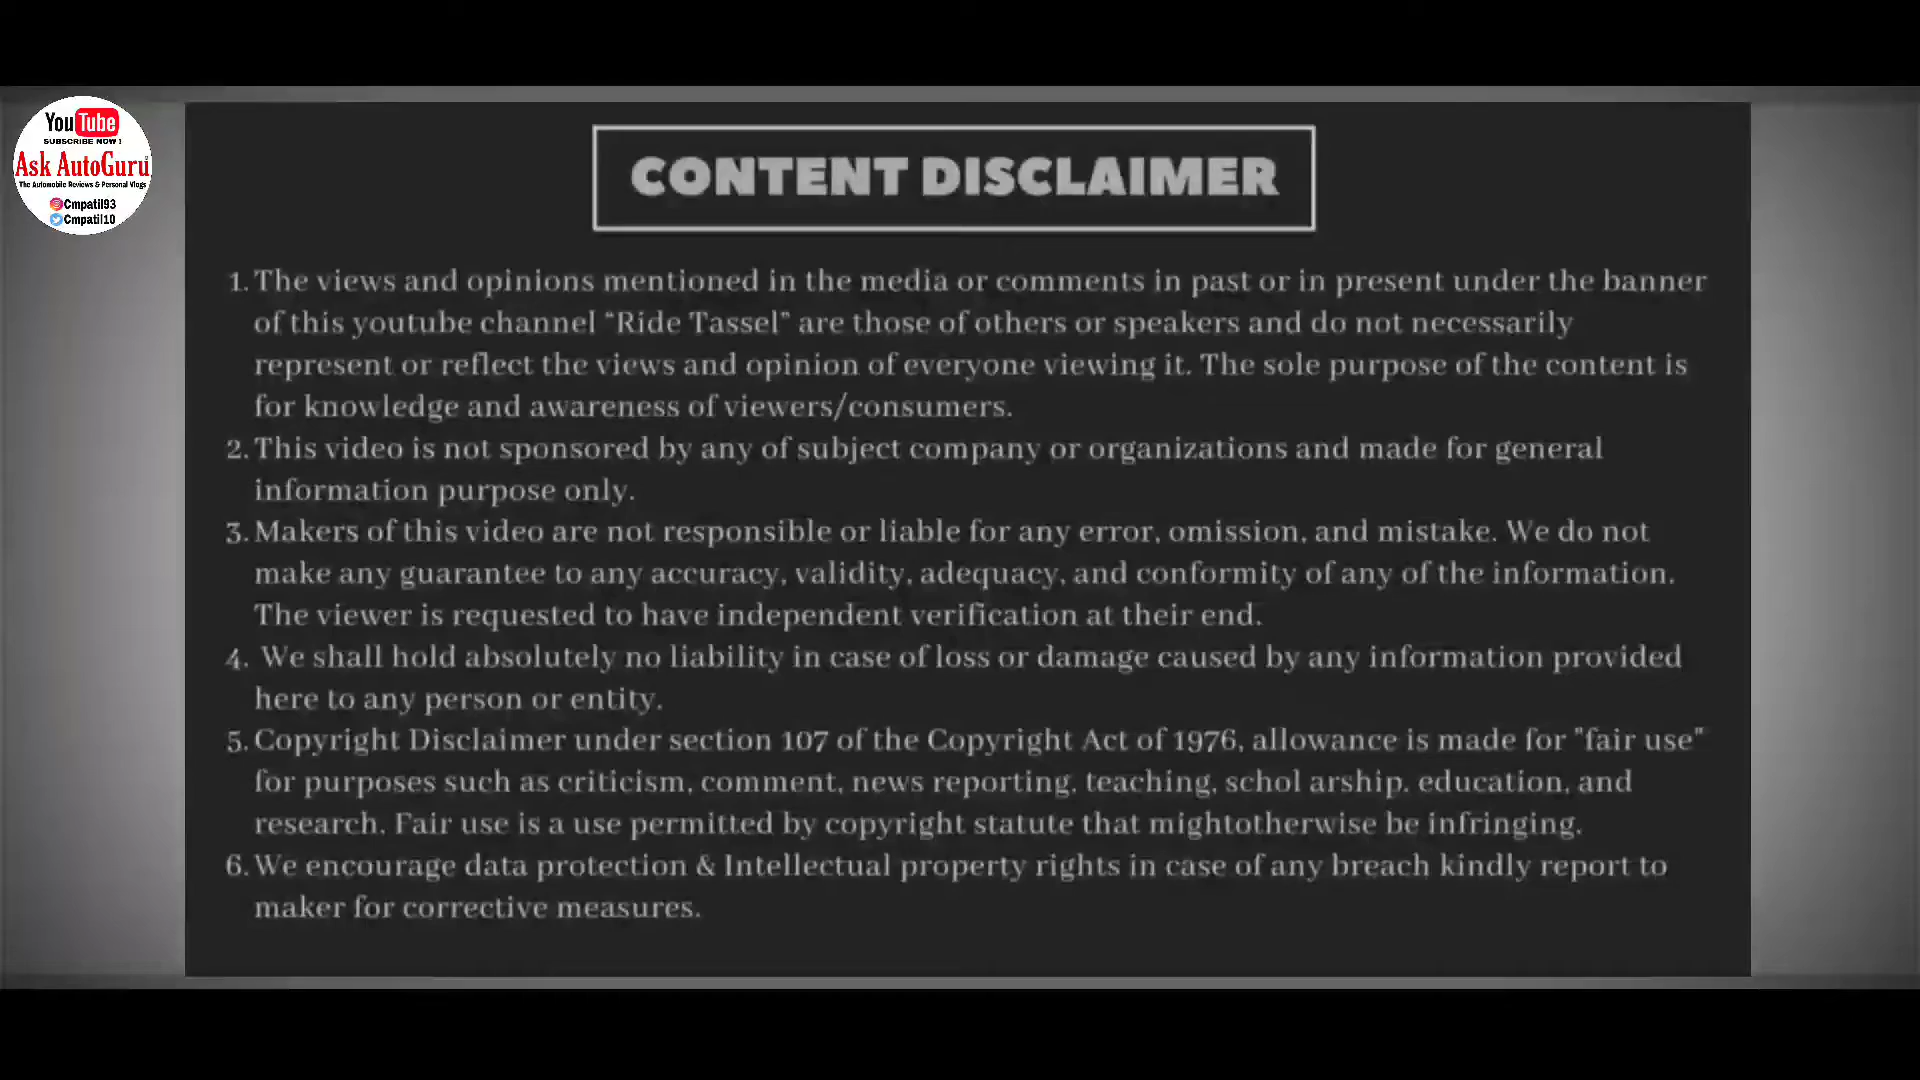 YouTube
SUBSCRIBE NOW !
Ask AutoGuru
The Automobile Reviews & Personal Vlogs
Cmpatil93
Cmpatil10
CONTENT DISCLAIMER
1. The views and opinions mentioned in the media or comments in past or in present under the banner
of this youtube channel “Ride Tassel” are those of others or speakers and do not necessarily
represent or reflect the views and opinion of everyone viewing it. The sole purpose of the content is
for knowledge and awareness of viewers/consumers.
2. This video is not sponsored by any of subject company or organizations and made for general
information purpose only.
3. Makers of this video are not responsible or liable for any error, omission, and mistake. We do not
make any guarantee to any accuracy, validity, adequacy, and conformity of any of the information.
The viewer is requested to have independent verification at their end.
4. We shall hold absolutely no liability in case of loss or damage caused by any information provided
here to any person or entity.
5. Copyright Disclaimer under section 107 of the Copyright Act of 1976, allowance is made for "fair use"
for purposes such as criticism, comment, news reporting, teaching, schol arship, education, and
research. Fair use is a use permitted by copyright statute that mightotherwise be infringing.
6. We encourage data protection & Intellectual property rights in case of any breach kindly report to
maker for corrective measures.